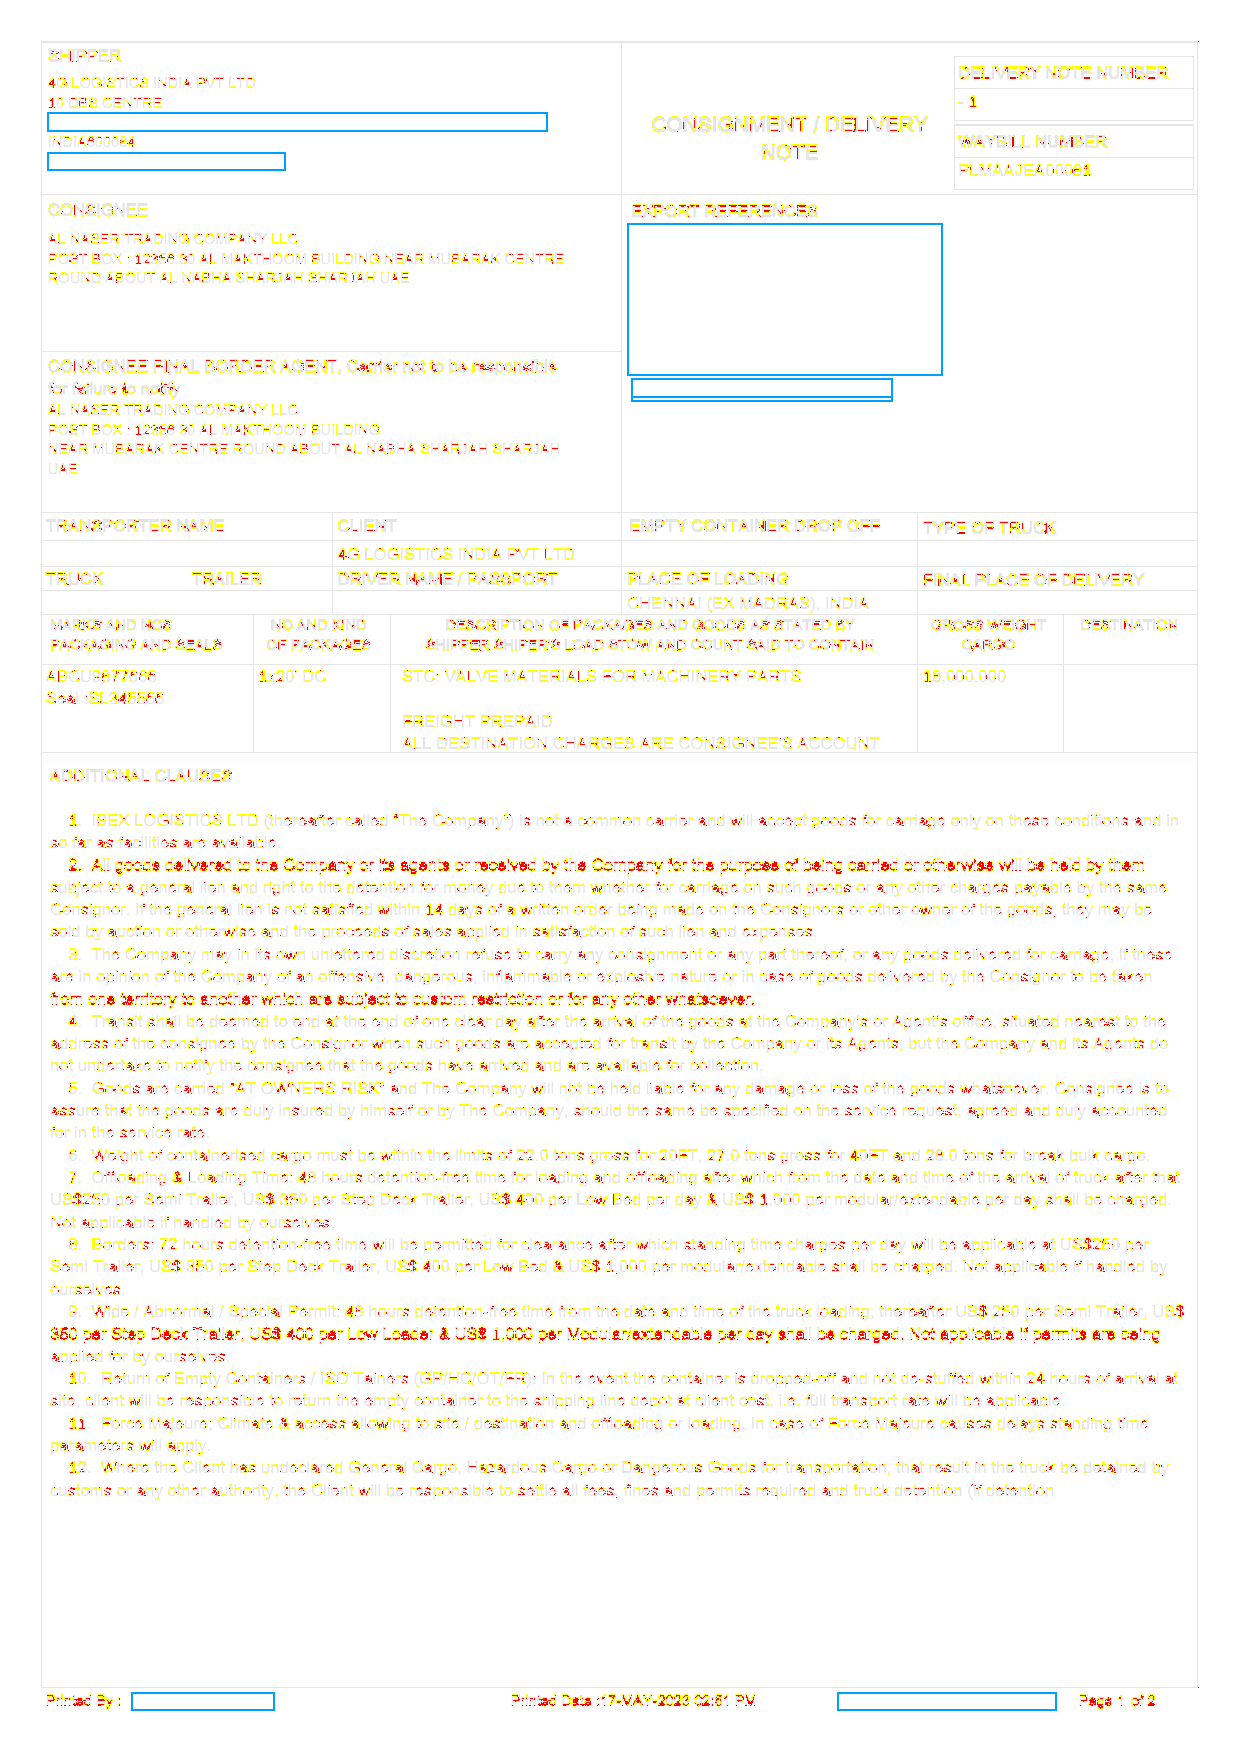 SHIPPER
4G LOGISTICS INDIA PVT LTD
10 DBS CENTRE
INDIA600034
CONSIGNMENT / DELIVERY
NOTE
DELIVERY NOTE NUMBER
- 1
WAYBILL NUMBER
PLMAAJEA00061
CONSIGNEE
AL NASER TRADING COMPANY LLC
POST BOX : 12356 30 AL MAKTHOOM BUILDING NEAR MUBARAK CENTRE
ROUND ABOUT AL NABHA SHARJAH SHARJAH UAE
EXPORT REFERENCES
CONSIGNEE FINAL BORDER AGENT, Carrier not to be responsible
for failure to notify
AL NASER TRADING COMPANY LLC
POST BOX : 12356 30 AL MAKTHOOM BUILDING
NEAR MUBARAK CENTRE ROUND ABOUT AL NABHA SHARJAH SHARJAH
UAE
TRANSPORTER NAME CLIENT EMPTY CONTAINER DROP OFF TYPE OF TRUCK
4G LOGISTICS INDIA PVT LTD
TRUCK TRAILER DRIVER NAME / PASSPORT PLACE OF LOADING FINAL PLACE OF DELIVERY
CHENNAI (EX MADRAS), INDIA
MARKS AND NOS NO AND KIND DESCRIPTION OF PACKAGES AND GOODS AS STATED BY GROSS WEIGHT DESTINATION
PACKAGING AND SEALS OF PACKAGES SHIPPER SHIPER'S LOAD STOW AND COUNT SAID TO CONTAIN CARGO
1x20' DC STC: VALVE MATERIALS FOR MACHINERY PARTS 18,000.000
Seal :
FREIGHT PREPAID
ALL DESTINATION CHARGES ARE CONSIGNEE'S ACCOUNT
ADDITIONAL CLAUSES
1. IBEX LOGISTICS LTD (thereafter called "The Company") is not a common carrier and will accept goods for carriage only on these conditions and in
so far as facilities are available.
2. All goods delivered to the Company or its agents or received by the Company for the purpose of being carried or otherwise will be held by them
subject to a general lien and right to the detention for money due to them whether for carriage on such goods or any other charges payable by the same
Consignor. If the general lien is not satisfied within 14 days of a written order being made on the Consignors or other owner of the goods, they may be
sold by auction or otherwise and the proceeds of sales applied in satisfaction of such lien and expenses.
3. The Company may in its own unfettered discretion refuse to carry any consignment or any part thereof, or any goods delivered for carriage, if these
are in opinion of the Company of an offensive, dangerous, inflammable or explosive nature or in case of goods delivered by the Consignor to be taken
from one territory to another which are subject to custom restriction or for any other whatsoever.
4. Transit shall be deemed to end at the end of one clear day after the arrival of the goods at the Company's or Agent's office, situated nearest to the
address of the consignee by the Consignor when such goods are accepted for transit by the Company or its Agents, but the Company and its Agents do
not undertake to notify the consignee that the goods have arrived and are available for collection.
5. Goods are carried "AT OWNERS RISK" and The Company will not be held liable for any damage or loss of the goods whatsoever. Consignee is to
assure that the goods are duly insured by himself or by The Company, should the same be specified on the service request; agreed and duly accounted
for in the service rate.
6. Weight of containerised cargo must be within the limits of 22.0 tons gross for 20FT, 27.0 tons gross for 40FT and 28.0 tons for break bulk cargo.
7. Offloading & Loading Time: 48 hours detention-free time for loading and offloading after which from the date and time of the arrival of truck after that
US$250 per Semi Trailer, US$ 350 per Step Deck Trailer, US$ 400 per Low Bed per day & US$ 1,000 per modular/extendable per day shall be charged.
Not applicable if handled by ourselves
8. Borders: 72 hours detention-free time will be permitted for clearance after which standing time charges per day will be applicable at US$250 per
Semi Trailer, US$ 350 per Step Deck Trailer, US$ 400 per Low Bed & US$ 1,000 per modular/extendable shall be charged. Not applicable if handled by
ourselves.
9. Wide / Abnormal / Special Permit: 48 hours detention-free time from the date and time of the truck loading, thereafter US$ 250 per Semi Trailer, US$
350 per Step Deck Trailer, US$ 400 per Low Loader & US$ 1,000 per Modular/extendable per day shall be charged. Not applicable if permits are being
applied for by ourselves.
10. Return of Empty Containers / ISO Tainers (GP/HC/OT/FR): In the event the container is dropped-off and not de-stuffed within 24 hours of arrival at
site, client will be responsible to return the empty container to the shipping line depot at client cost, i.e. full transport rate will be applicable.
11. Force Majeure; Climate & access allowing to site / destination and offloading or loading. In case of Force Majeure causes delays standing time
parameters will apply.
12. Where the Client has undeclared General Cargo, Hazardous Cargo or Dangerous Goods for transportation, that result in the truck be detained by
customs or any other authority, the Client will be responsible to settle all fees, fines and permits required and truck detention (if detention
Printed By : Printed Date :17-MAY-2023 02:51 PM Page 1 of 2